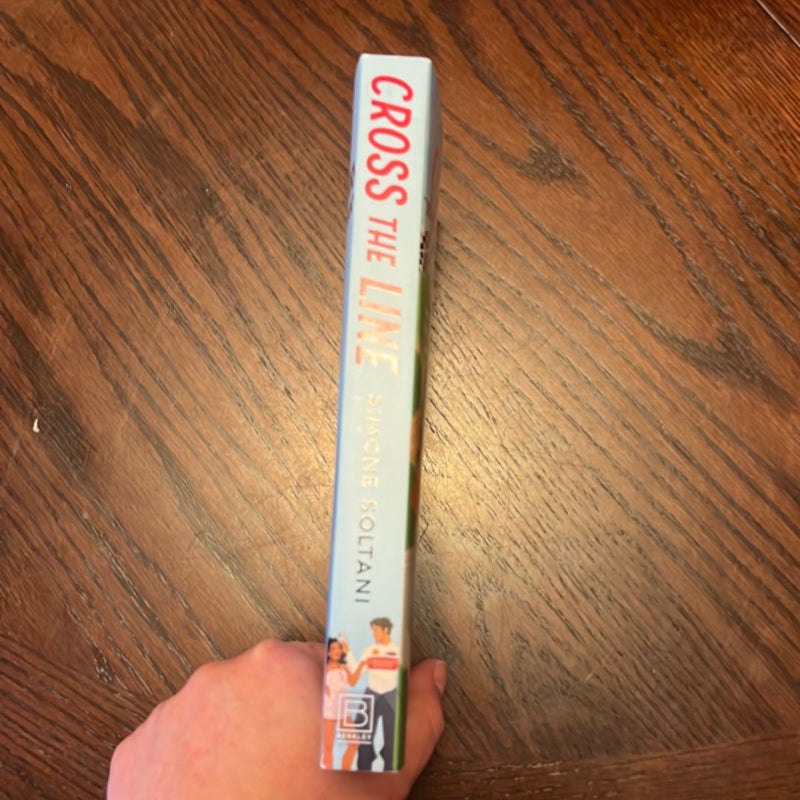 CROSS THE LINE
SIMONE SOLTANI
B
BERKLEY